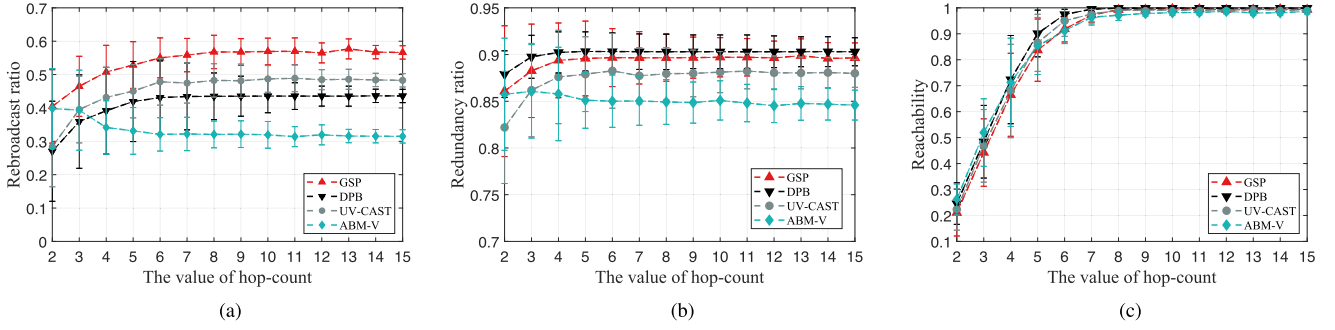 0.7
0.6
0.5
0.4
0.3
0.2
0.1
0
Rebroadcast ratio
GSP
DPB
UV-CAST
ABM-V
2 3 4 5 6 7 8 9 10 11 12 13 14 15
The value of hop-count
(a)
0.95
0.9
0.85
0.8
0.75
0.7
Redundancy ratio
GSP
DPB
UV-CAST
ABM-V
2 3 4 5 6 7 8 9 10 11 12 13 14 15
The value of hop-count
(b)
1
0.9
0.8
0.7
0.6
0.5
0.4
0.3
0.2
0.1
Reachability
GSP
DPB
UV-CAST
ABM-V
2 3 4 5 6 7 8 9 10 11 12 13 14 15
The value of hop-count
(c)